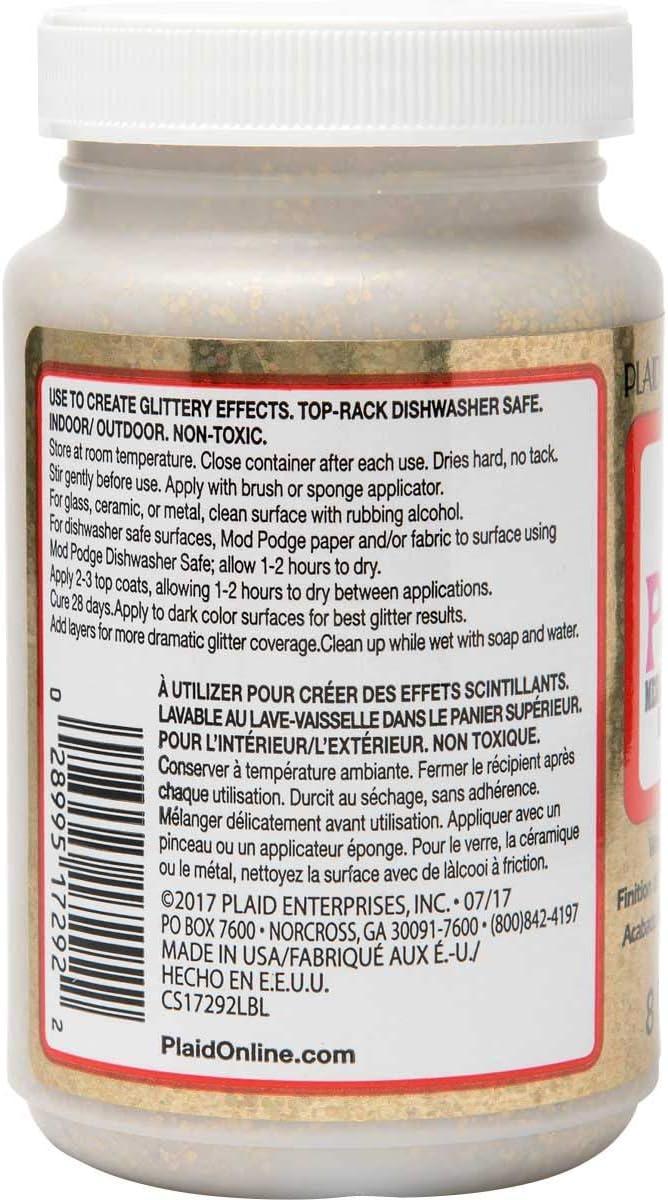 USE TO CREATE GLITTERY EFFECTS. TOP-RACK DISHWASHER SAFE.
INDOOR/ OUTDOOR. NON-TOXIC.
Store at room temperature. Close container after each use. Dries hard, no tack.
Stir gently before use. Apply with brush or sponge applicator.
For glass, ceramic, or metal, clean surface with rubbing alcohol.
For dishwasher safe surfaces, Mod Podge paper and/or fabric to surface using
Mod Podge Dishwasher Safe; allow 1-2 hours to dry.
Apply 2-3 top coats, allowing 1-2 hours to dry between applications.
Cure 28 days.Apply to dark color surfaces for best glitter results.
Add layers for more dramatic glitter coverage.Clean up while wet with soap and water.
À UTILIZER POUR CRÉER DES EFFETS SCINTILLANTS.
LAVABLE AU LAVE-VAISSELLE DANS LE PANIER SUPÉRIEUR.
POUR L'INTÉRIEUR/L'EXTÉRIEUR. NON TOXIQUE.
Conserver à température ambiante. Fermer le récipient après
chaque utilisation. Durcit au séchage, sans adhérence.
Mélanger délicatement avant utilisation. Appliquer avec un
pinceau ou un applicateur éponge. Pour le verre, la céramique
ou le métal, nettoyez la surface avec de làlcooi à friction.
©2017 PLAID ENTERPRISES, INC. • 07/17
PO BOX 7600 • NORCROSS, GA 30091-7600 • (800)842-4197
MADE IN USA/FABRIQUÉ AUX É.-U./
HECHO EN E.E.U.U.
CS17292LBL
PlaidOnline.com
0 28995 17292 2
PLAI
P
Finition
8